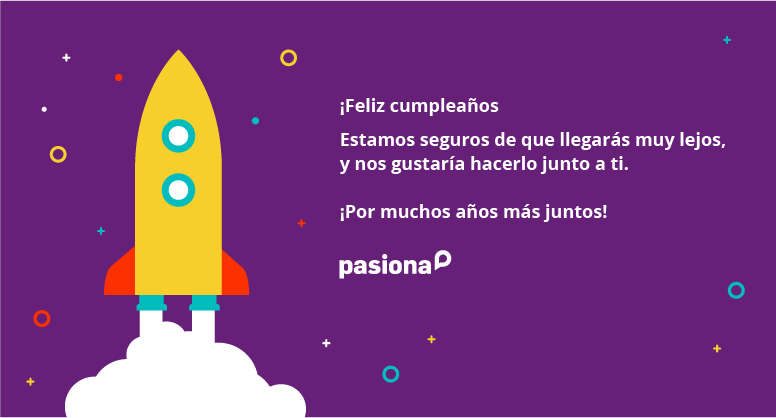 ¡Feliz cumpleaños
Estamos seguros de que llegarás muy lejos,
y nos gustaría hacerlo junto a ti.
¡Por muchos años más juntos!
pasiona